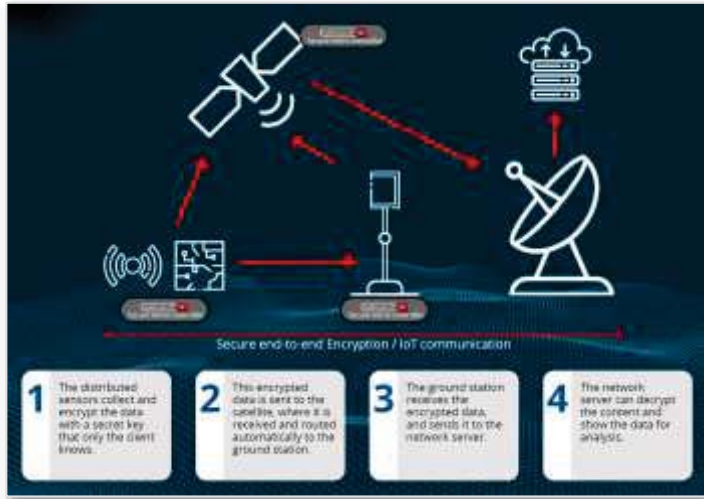 Secure end-to-end Encryption / IoT communication
1
The distributed
sensors collect and
encrypt the data
with a secret key
that only the client
knows.
2
This encrypted
data is sent to the
satellite, where it is
received and routed
automatically to the
ground station.
3
The ground station
receives the
encrypted data,
and sends it to the
network server.
4
The network
server can decrypt
the content and
show the data for
analysis.